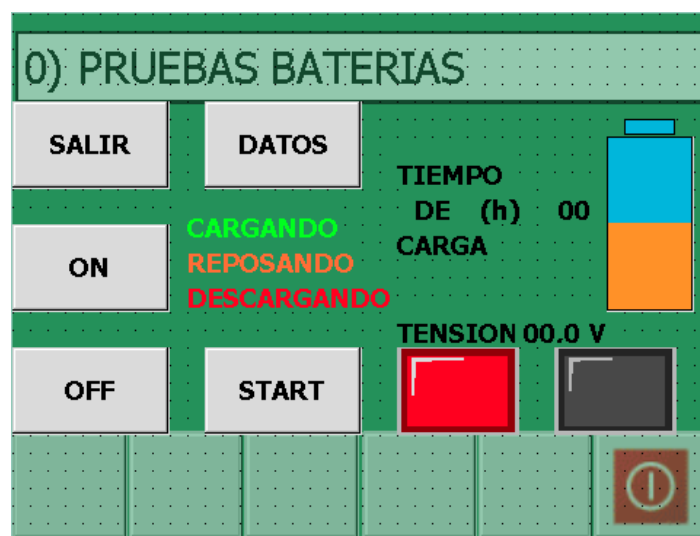 0) PRUEBAS BATERIAS
SALIR
DATOS
TIEMPO
DE (h) 00
CARGA
CARGANDO
REPOSANDO
DESCARGANDO
ON
TENSION 00.0 V
OFF
START